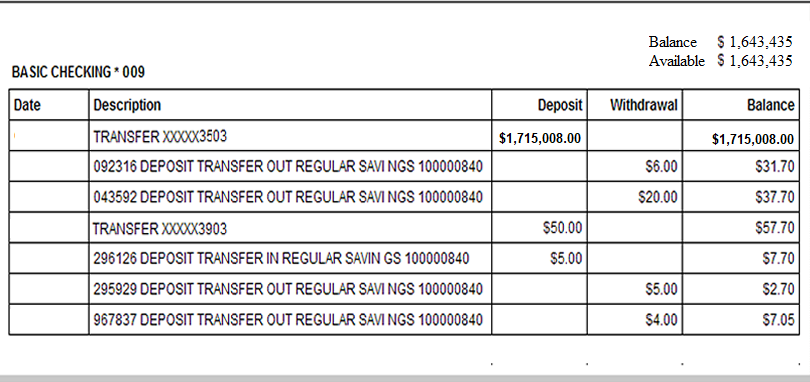 Balance $ 1,643,435
Available $ 1,643,435
BASIC CHECKING * 009
Date Description Deposit Withdrawal Balance
TRANSFER XXXXX3503 $1,715,008.00 $1,715,008.00
092316 DEPOSIT TRANSFER OUT REGULAR SAVI NGS 100000840 $6.00 $31.70
043592 DEPOSIT TRANSFER OUT REGULAR SAVI NGS 100000840 $20.00 $37.70
TRANSFER XXXXX3903 $50.00 $57.70
296126 DEPOSIT TRANSFER IN REGULAR SAVIN GS 100000840 $5.00 $7.70
295929 DEPOSIT TRANSFER OUT REGULAR SAVI NGS 100000840 $5.00 $2.70
967837 DEPOSIT TRANSFER OUT REGULAR SAVI NGS 100000840 $4.00 $7.05